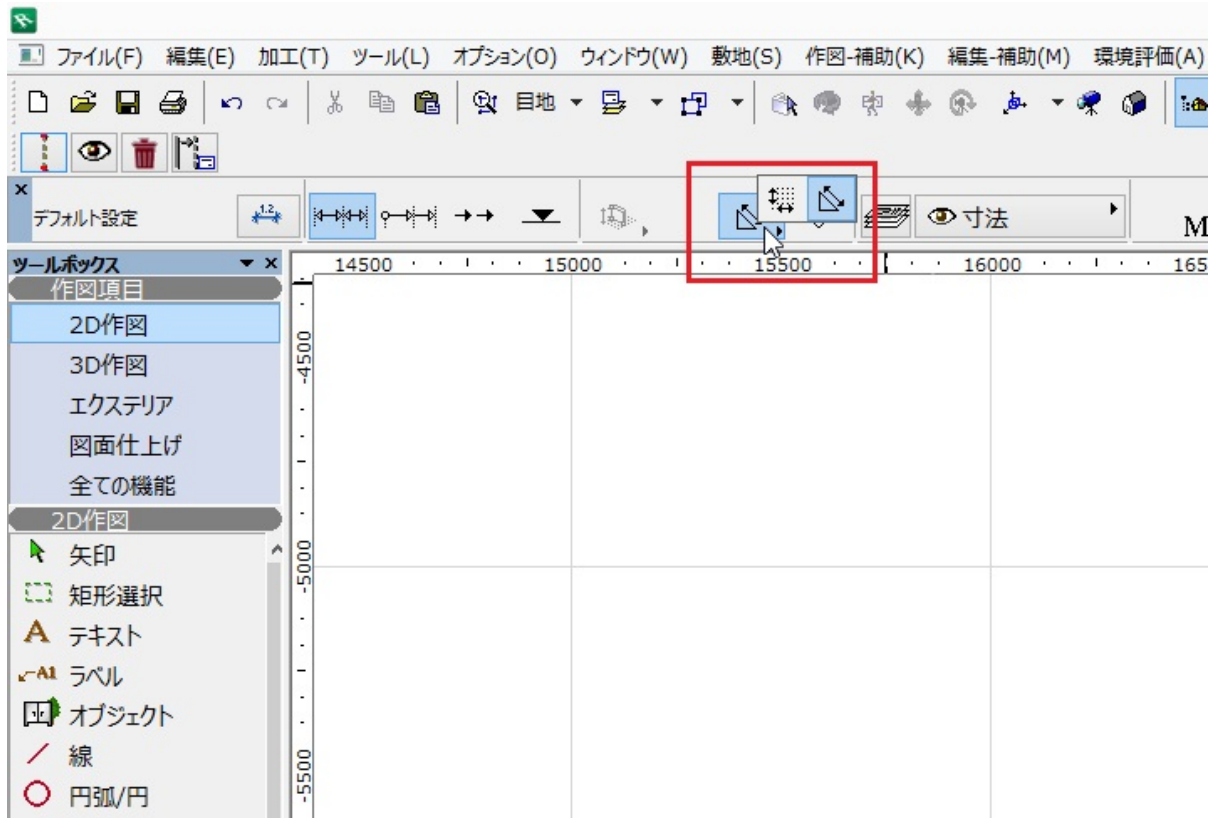 ファイル(F) 編集(E) 加工(T) ツール(L) オプション(O) ウィンドウ(W) 敷地(S) 作図-補助(K) 編集-補助(M) 環境評価(A)
目地
デフォルト設定 1.2 寸法 M
ツールボックス
14500 15000 15500 16000 165
作図項目
2D作図
3D作図
エクステリア
図面仕上げ
全ての機能
2D作図
矢印
矩形選択
A テキスト
A1 ラベル
オブジェクト
線
円弧/円
-4500
-5000
-5500